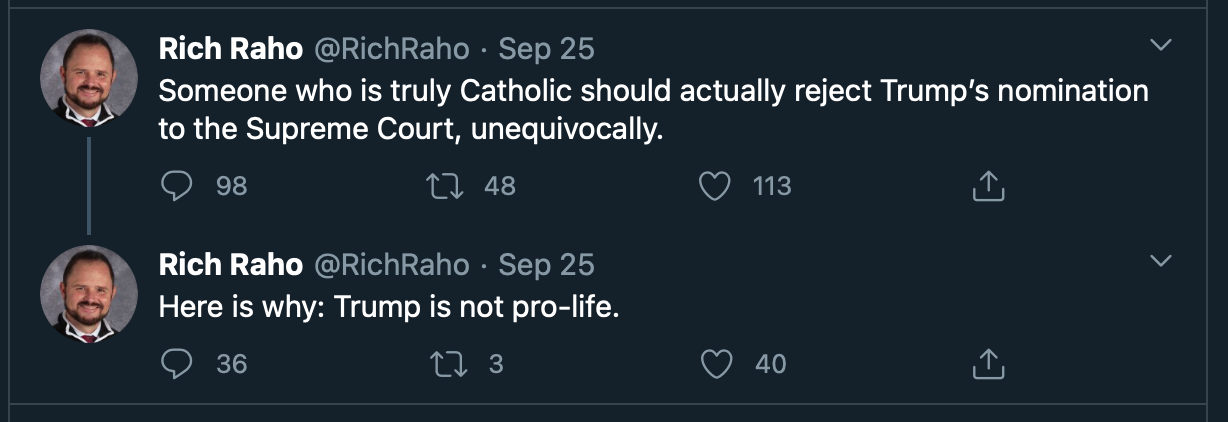 Rich Raho @RichRaho · Sep 25
Someone who is truly Catholic should actually reject Trump’s nomination
to the Supreme Court, unequivocally.
98 48 113
Rich Raho @RichRaho · Sep 25
Here is why: Trump is not pro-life.
36 3 40